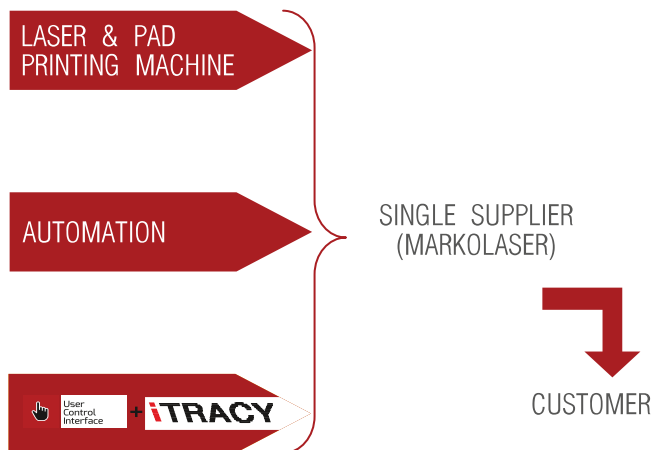 LASER & PAD
PRINTING MACHINE
AUTOMATION
SINGLE SUPPLIER
(MARKOLASER)
User
Control
Interface
+
iTRACY
CUSTOMER